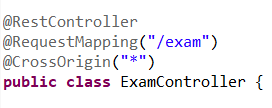 @RestController
@RequestMapping("/exam")
@CrossOrigin("*")
public class ExamController {